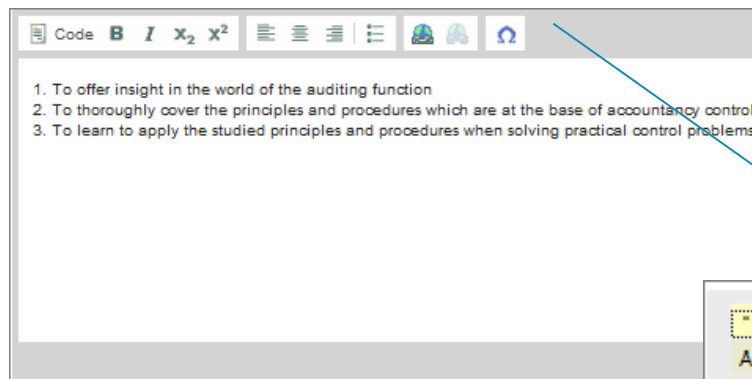 Code B I X₂ X² Ω
1. To offer insight in the world of the auditing function
2. To thoroughly cover the principles and procedures which are at the base of accountancy control
3. To learn to apply the studied principles and procedures when solving practical control problems
"
A